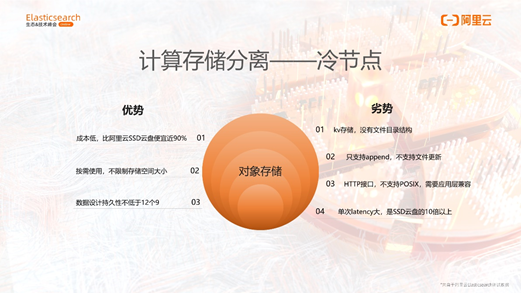 Elasticsearch
生态&技术峰会
阿里云
计算存储分离——冷节点
优势
成本低，比阿里云SSD云盘便宜近90% 01
按需使用，不限制存储空间大小 02
数据设计持久性不低于12个9 03
对象存储
劣势
01 kv存储，没有文件目录结构
02 只支持append，不支持文件更新
03 HTTP接口，不支持POSIX，需要应用层兼容
04 单次latency大，是SSD云盘的10倍以上